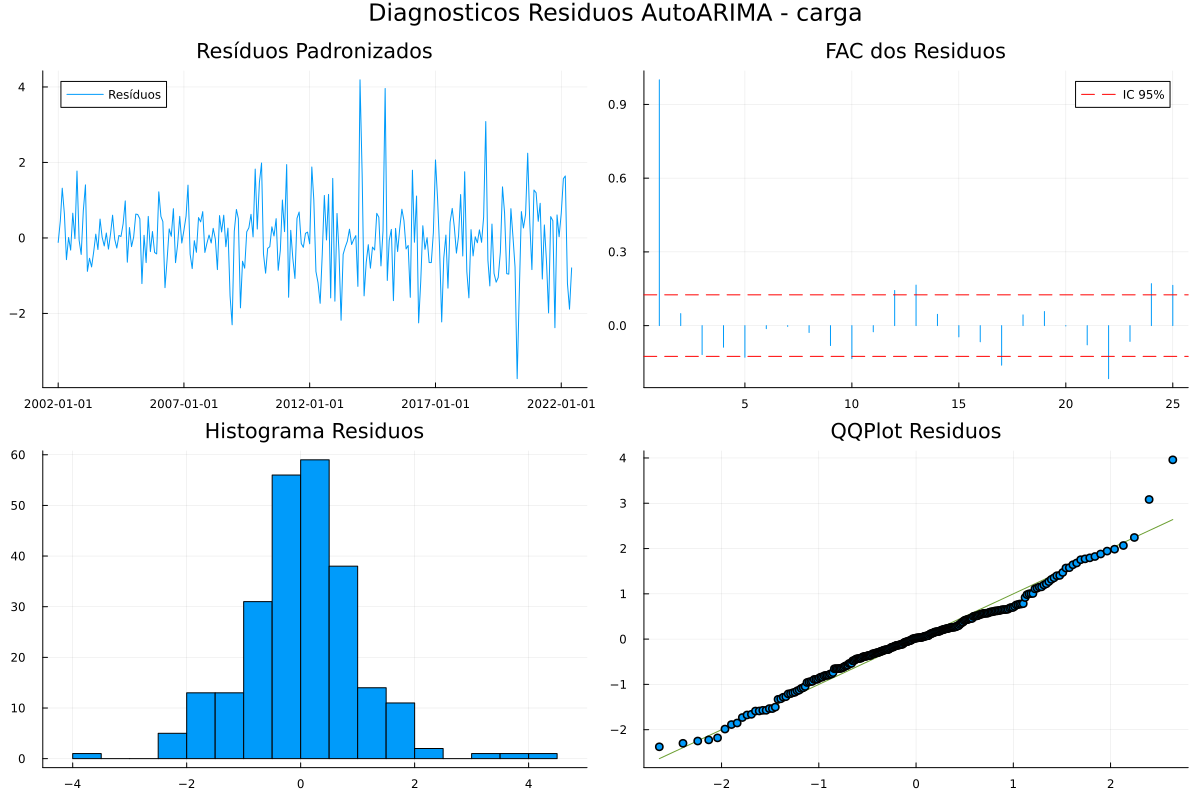 Diagnosticos Residuos AutoARIMA - carga
Resíduos Padronizados
Resíduos
4
2
0
−2
2002-01-01 2007-01-01 2012-01-01 2017-01-01 2022-01-01
FAC dos Residuos
IC 95%
0.9
0.6
0.3
0.0
5 10 15 20 25
Histograma Residuos
60
50
40
30
20
10
0
−4 −2 0 2 4
QQPlot Residuos
4
3
2
1
0
−1
−2
−2 −1 0 1 2